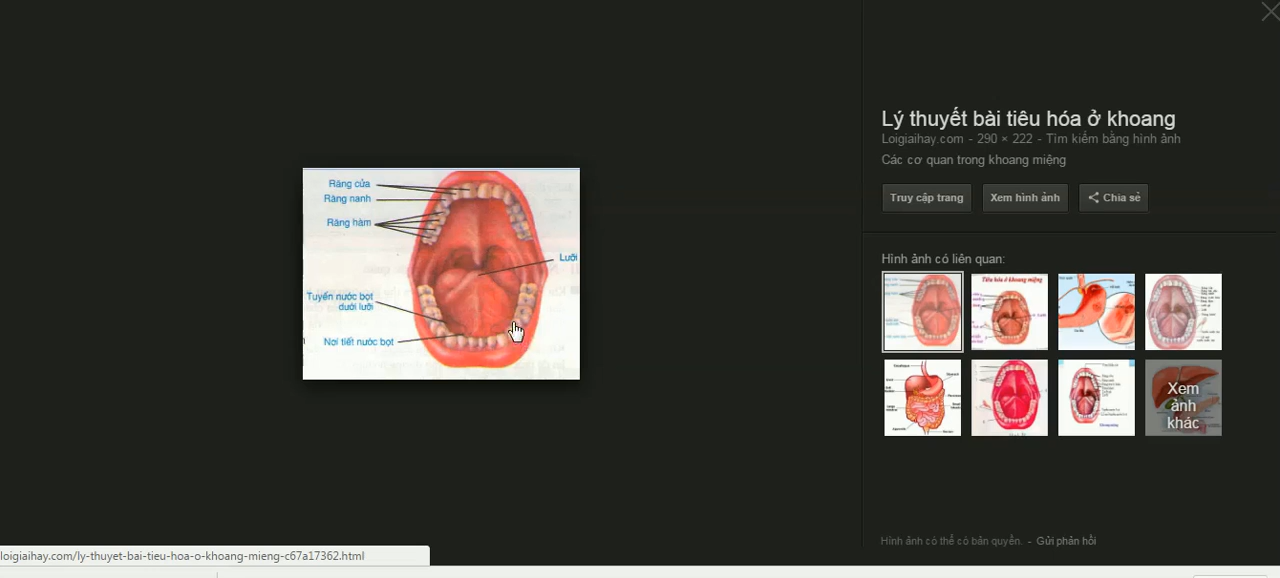 Lý thuyết bài tiêu hóa ở khoang
Loigiaihay.com - 290 × 222 - Tìm kiếm bằng hình ảnh
Các cơ quan trong khoang miệng
Truy cập trang
Xem hình ảnh
Chia sẻ
Răng cửa
Răng nanh
Răng hàm
Lưỡi
Tuyến nước bọt
dưới lưỡi
Nơi tiết nước bọt
Hình ảnh có liên quan:
Tiêu hóa ở khoang miệng
Xem
ảnh
khác
Hình ảnh có thể có bản quyền. - Gửi phản hồi
loigiaihay.com/ly-thuyet-bai-tieu-hoa-o-khoang-mieng-c67a17362.html